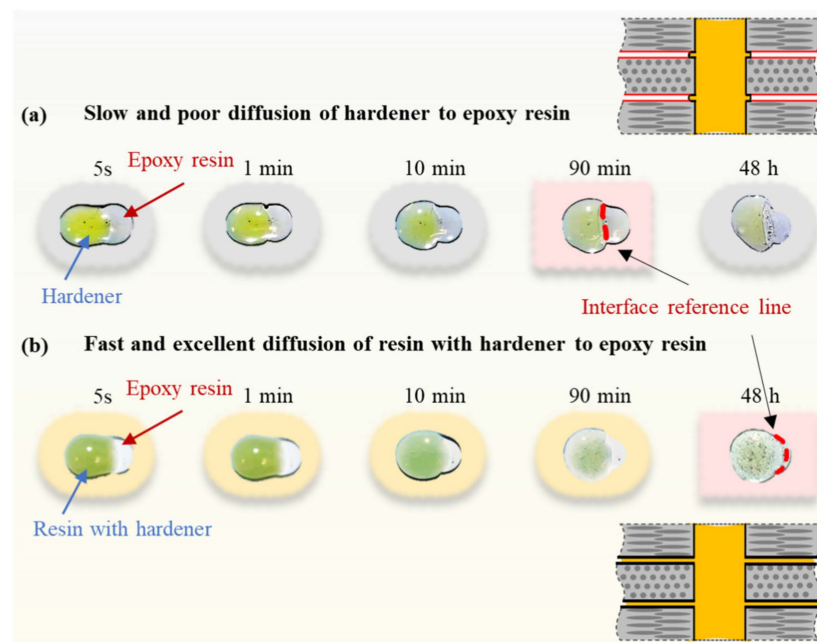 (a) Slow and poor diffusion of hardener to epoxy resin
5s 1 min 10 min 90 min 48 h
Epoxy resin
Hardener
Interface reference line
(b) Fast and excellent diffusion of resin with hardener to epoxy resin
5s 1 min 10 min 90 min 48 h
Epoxy resin
Resin with hardener